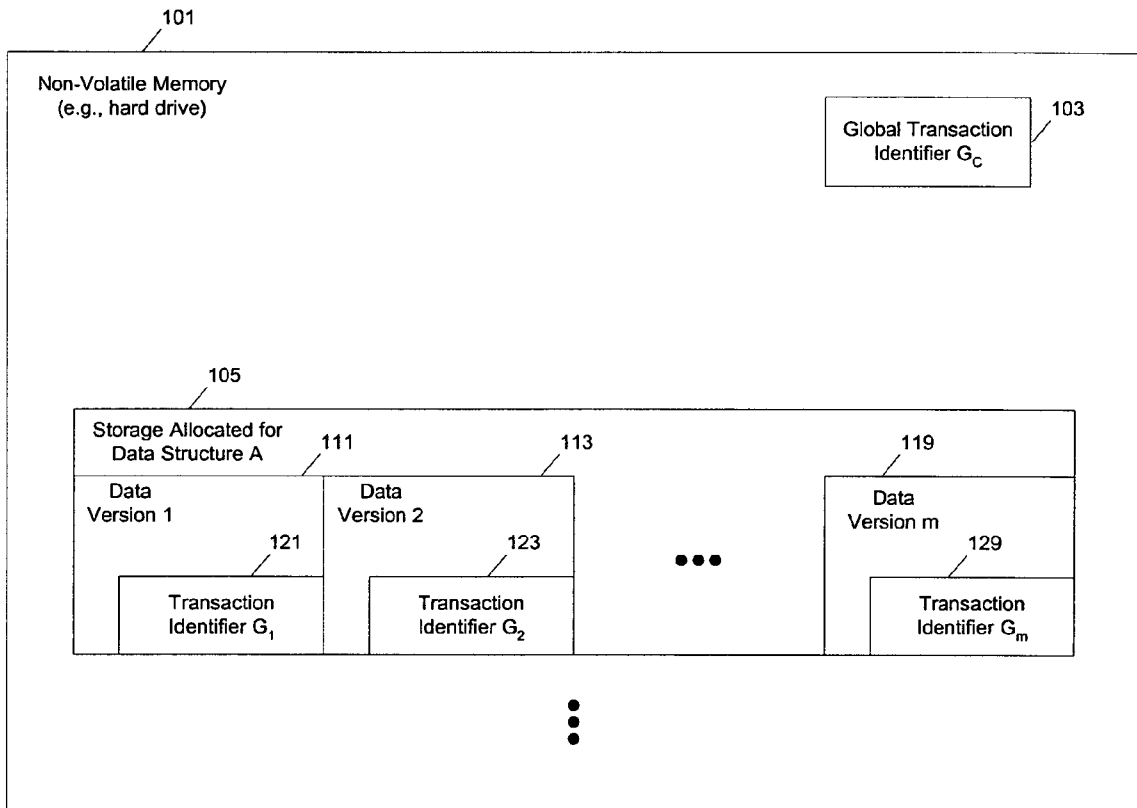 101
Non-Volatile Memory
(e.g., hard drive)
103
Global Transaction
Identifier G_C
105
Storage Allocated for
Data Structure A
111
113
119
Data
Version 1
Data
Version 2
Data
Version m
121
123
129
Transaction
Identifier G_1
Transaction
Identifier G_2
Transaction
Identifier G_m